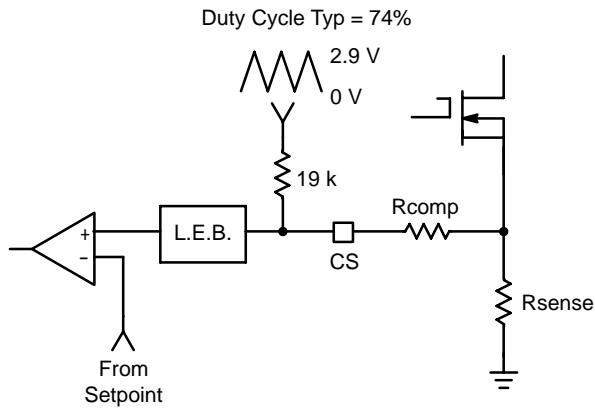 Duty Cycle Typ = 74%
2.9 V
0 V
19 k
Rcomp
L.E.B.
+
−
CS
Rsense
From
Setpoint